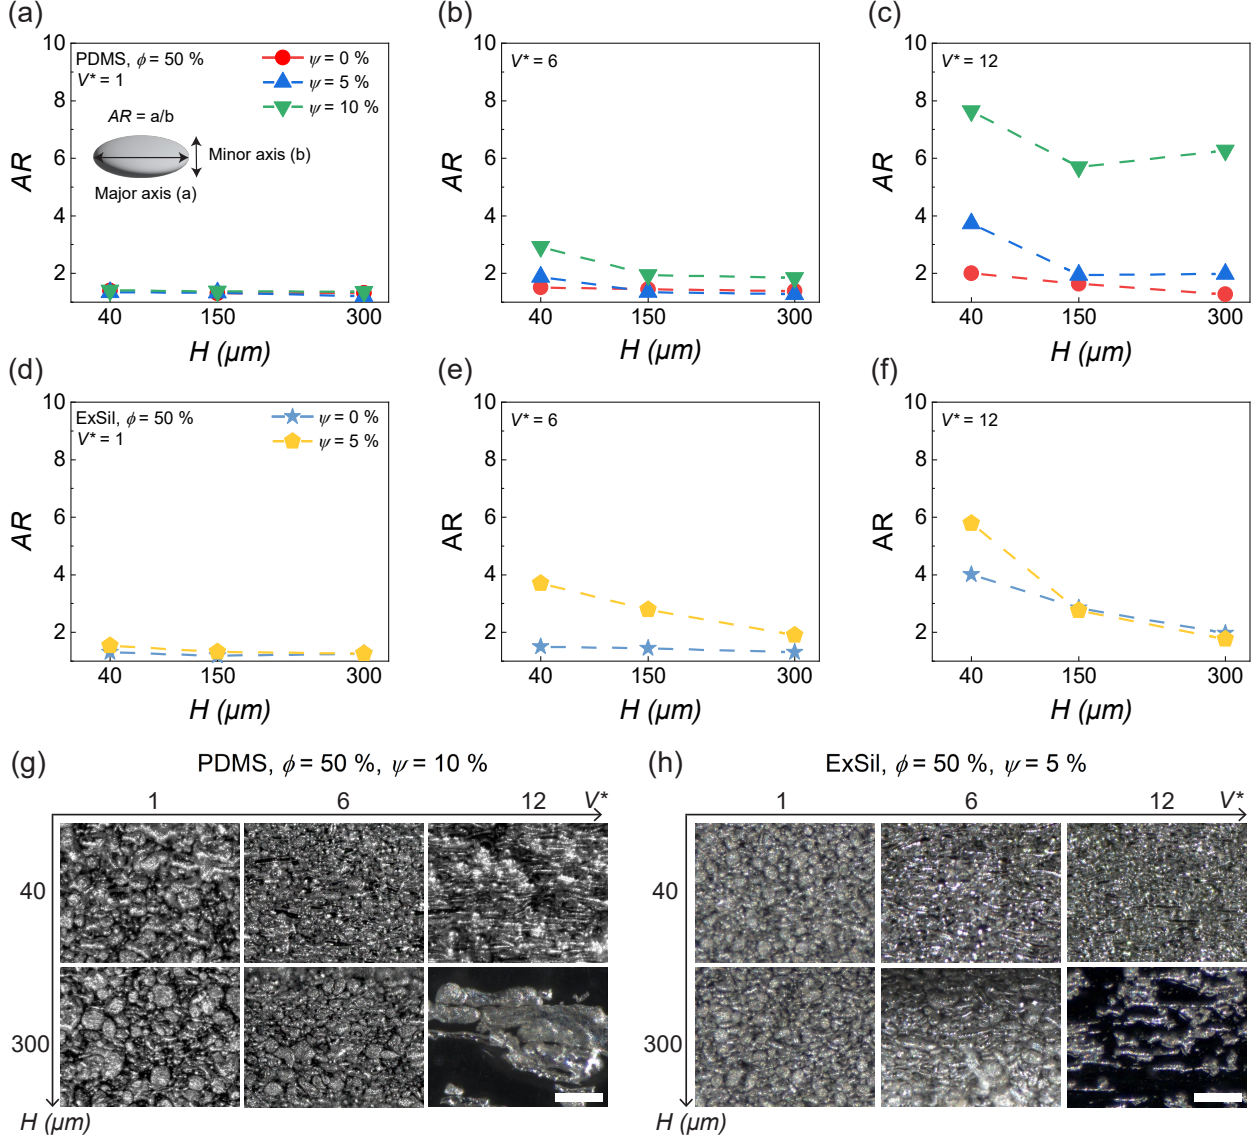 (a)
(b)
(c)
10
8
6
4
2
AR
PDMS, ϕ = 50 %
V* = 1
ψ = 0 %
ψ = 5 %
ψ = 10 %
AR = a/b
Minor axis (b)
Major axis (a)
40
150
300
H (μm)
10
8
6
4
2
AR
V* = 6
40
150
300
H (μm)
10
8
6
4
2
AR
V* = 12
40
150
300
H (μm)
(d)
(e)
(f)
10
8
6
4
2
AR
ExSil, ϕ = 50 %
V* = 1
ψ = 0 %
ψ = 5 %
40
150
300
H (μm)
10
8
6
4
2
AR
V* = 6
40
150
300
H (μm)
10
8
6
4
2
AR
V* = 12
40
150
300
H (μm)
(g)
PDMS, ϕ = 50 %, ψ = 10 %
1
6
12
V*
40
300
H (μm)
(h)
ExSil, ϕ = 50 %, ψ = 5 %
1
6
12
V*
40
300
H (μm)